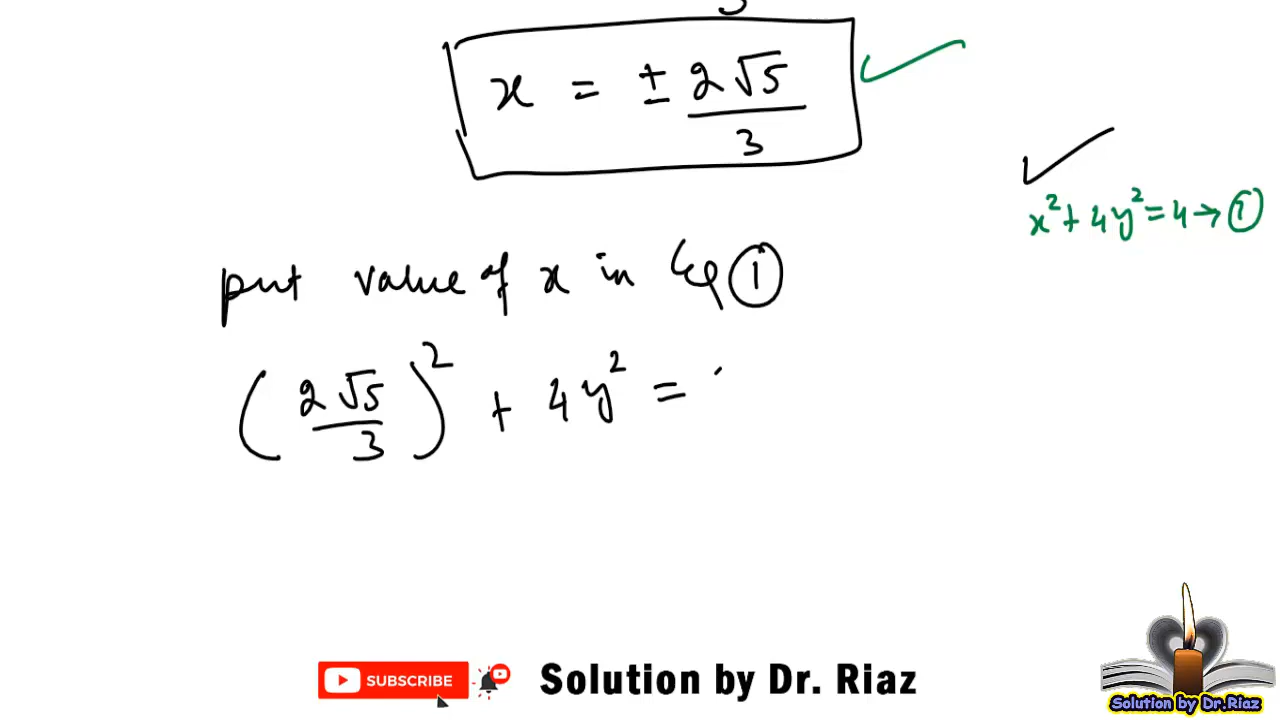 x = ± 2√5 / 3
x² + 4y² = 4 → ①
put value of x in Eq ①
(2√5 / 3)² + 4y² =
SUBSCRIBE
Solution by Dr. Riaz
Solution by Dr.Riaz